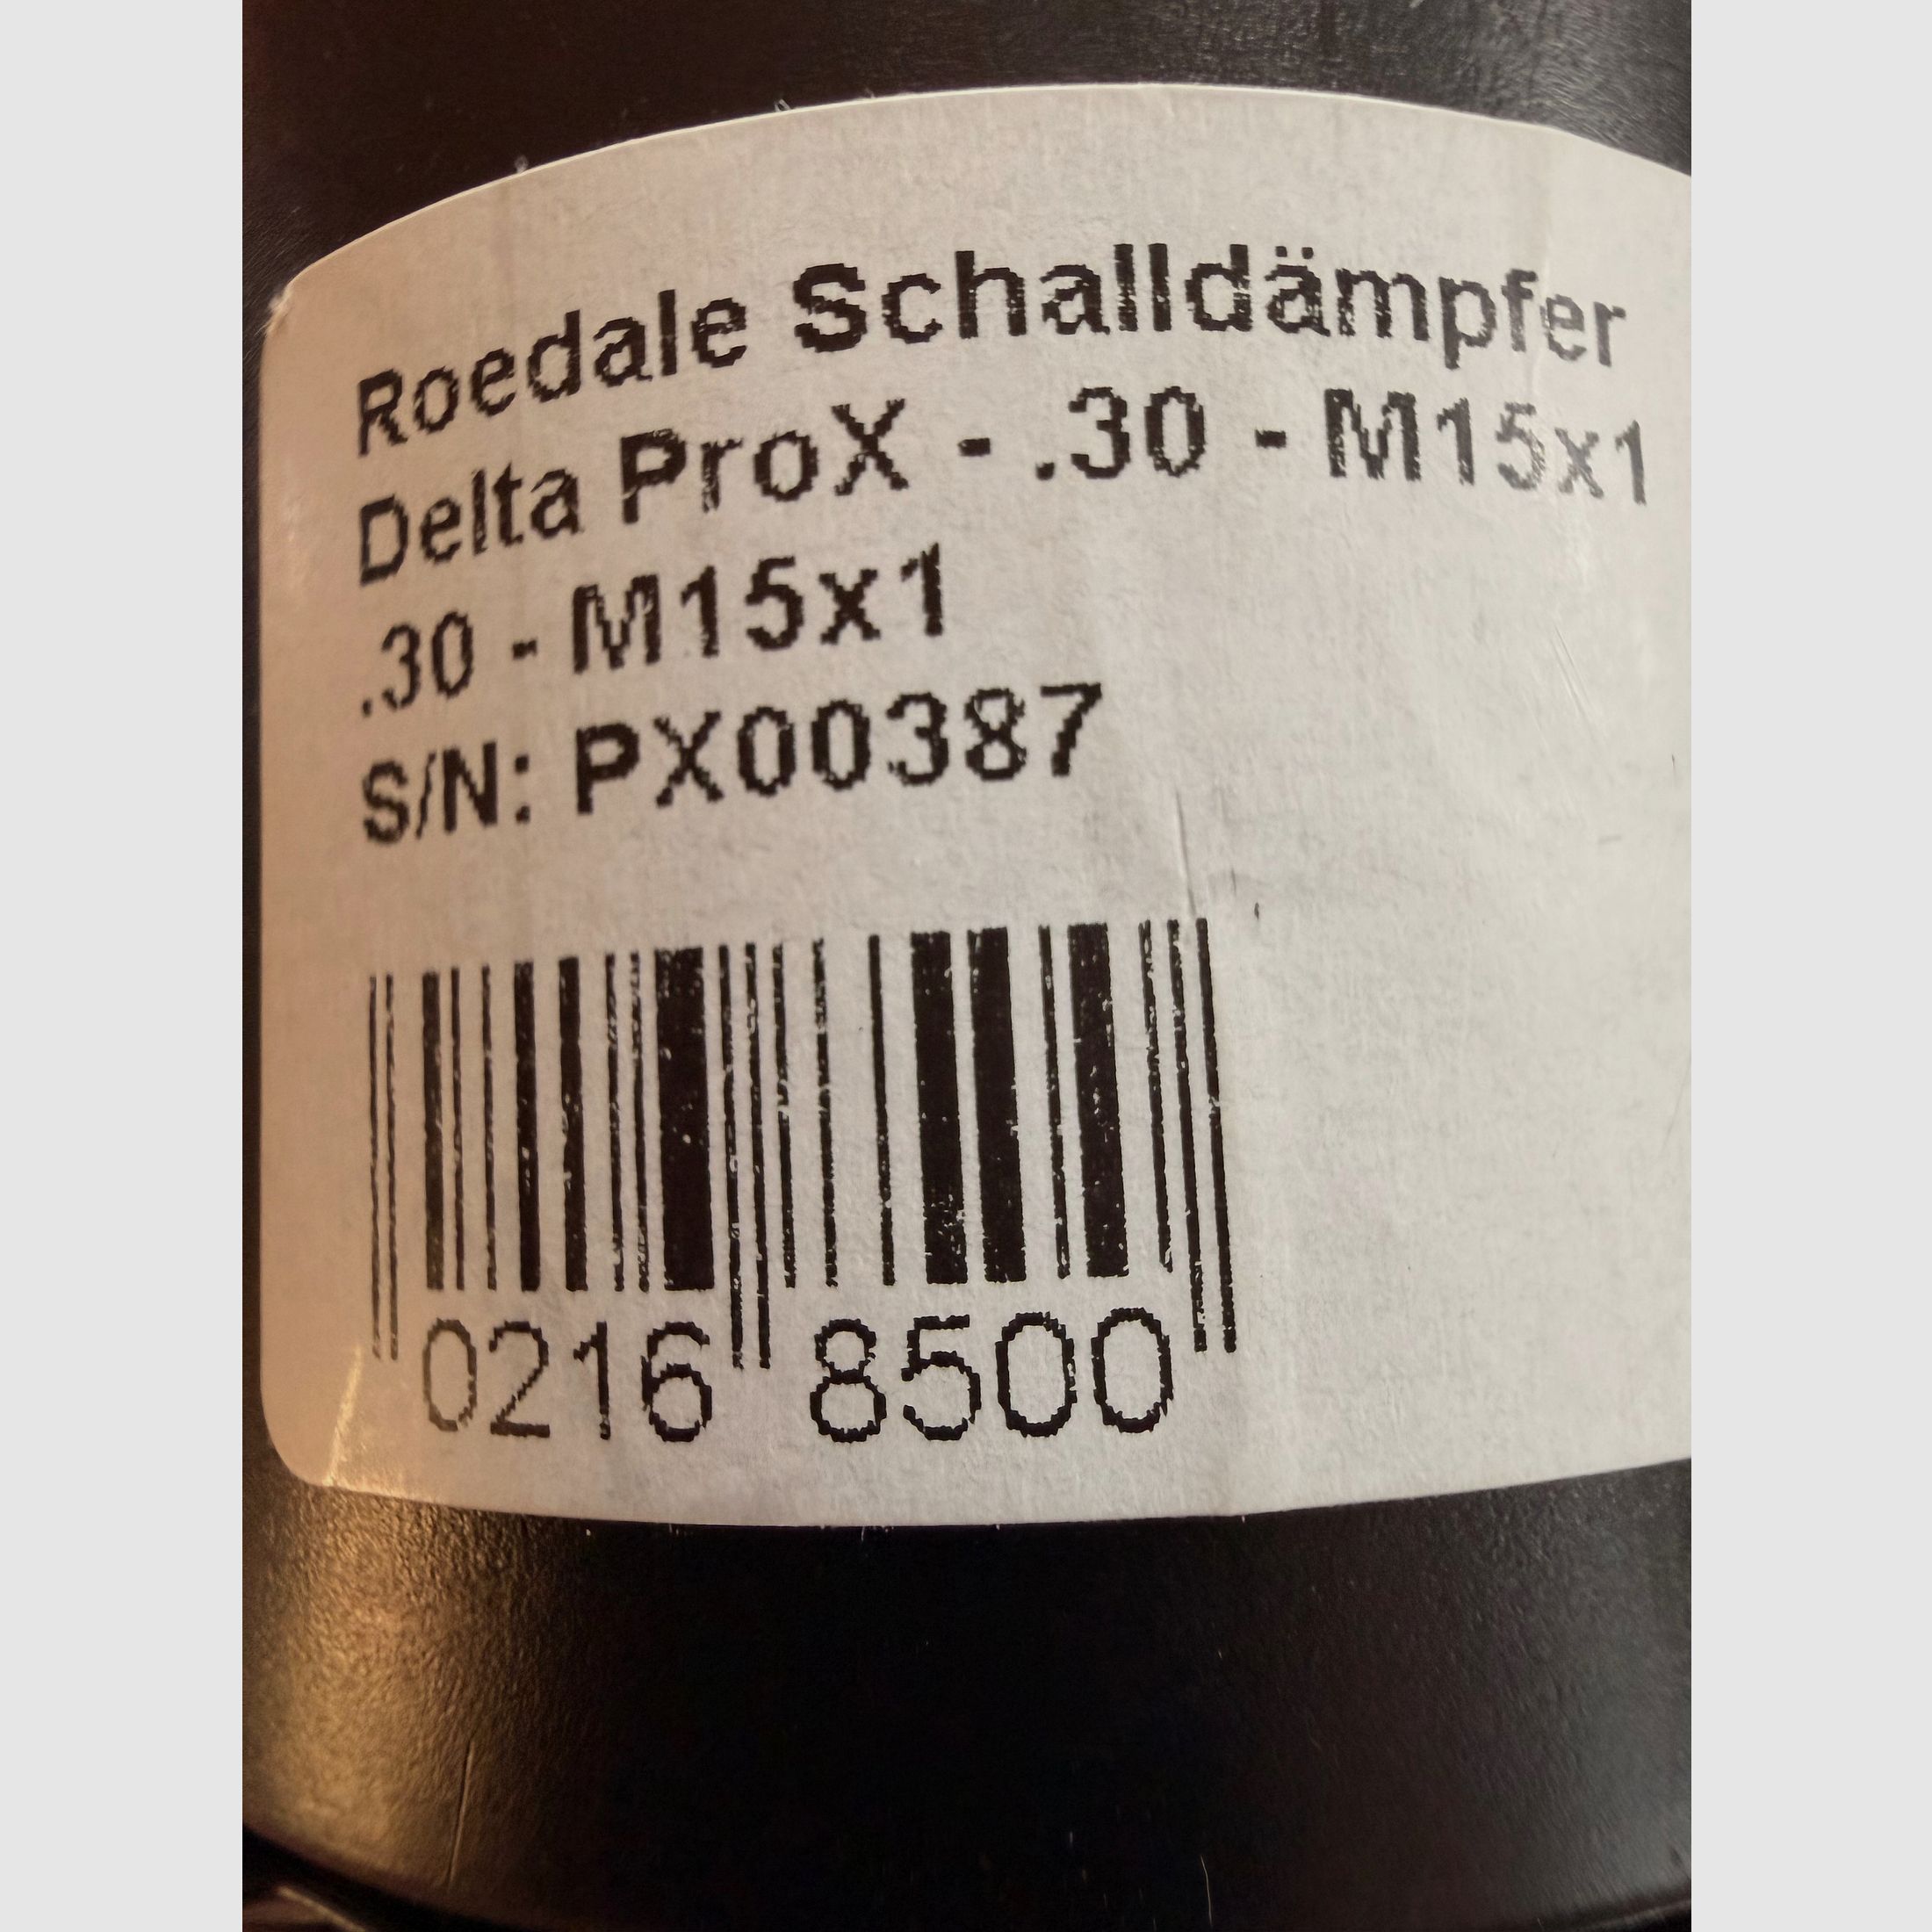 Roedale Schalldämpfer
Delta ProX - .30 - M15x1
.30 - M15x1
S/N: PX00387
0216 8500